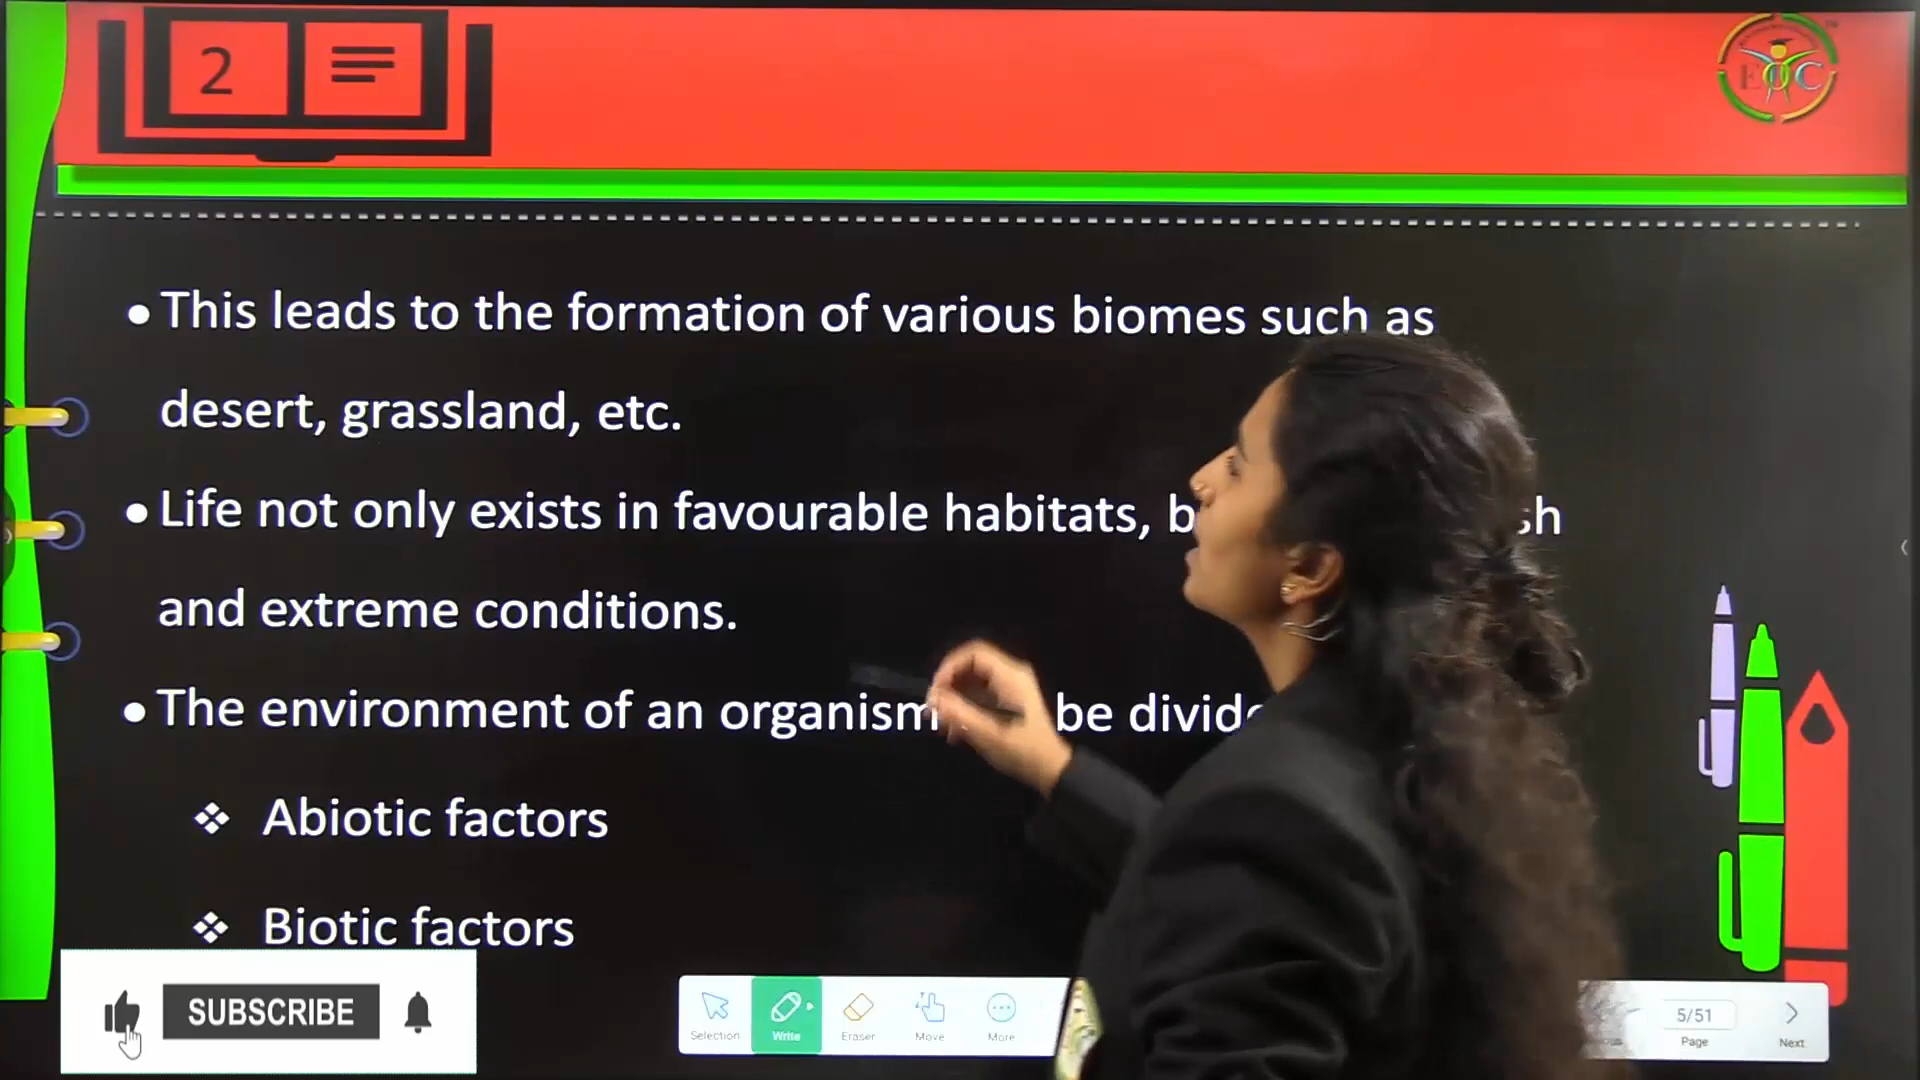 2
EOC
• This leads to the formation of various biomes such as
desert, grassland, etc.
• Life not only exists in favourable habitats,
and extreme conditions.
• The environment of an organism be
❖ Abiotic factors
❖ Biotic factors
SUBSCRIBE
Selection Write Eraser Move More
5/51
Page Next